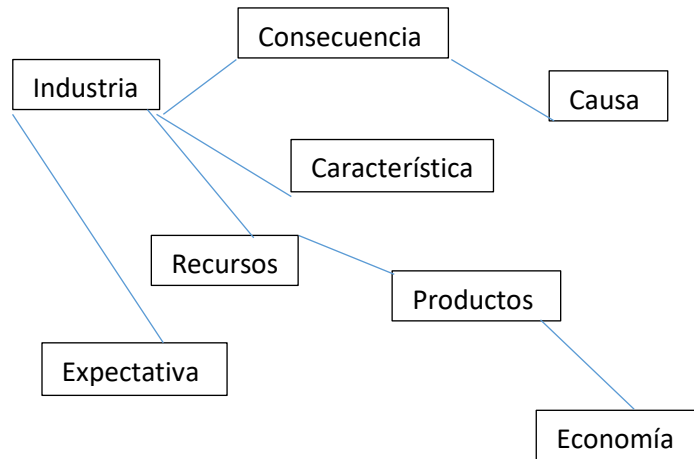 Consecuencia
Industria
Causa
Característica
Recursos
Productos
Expectativa
Economía